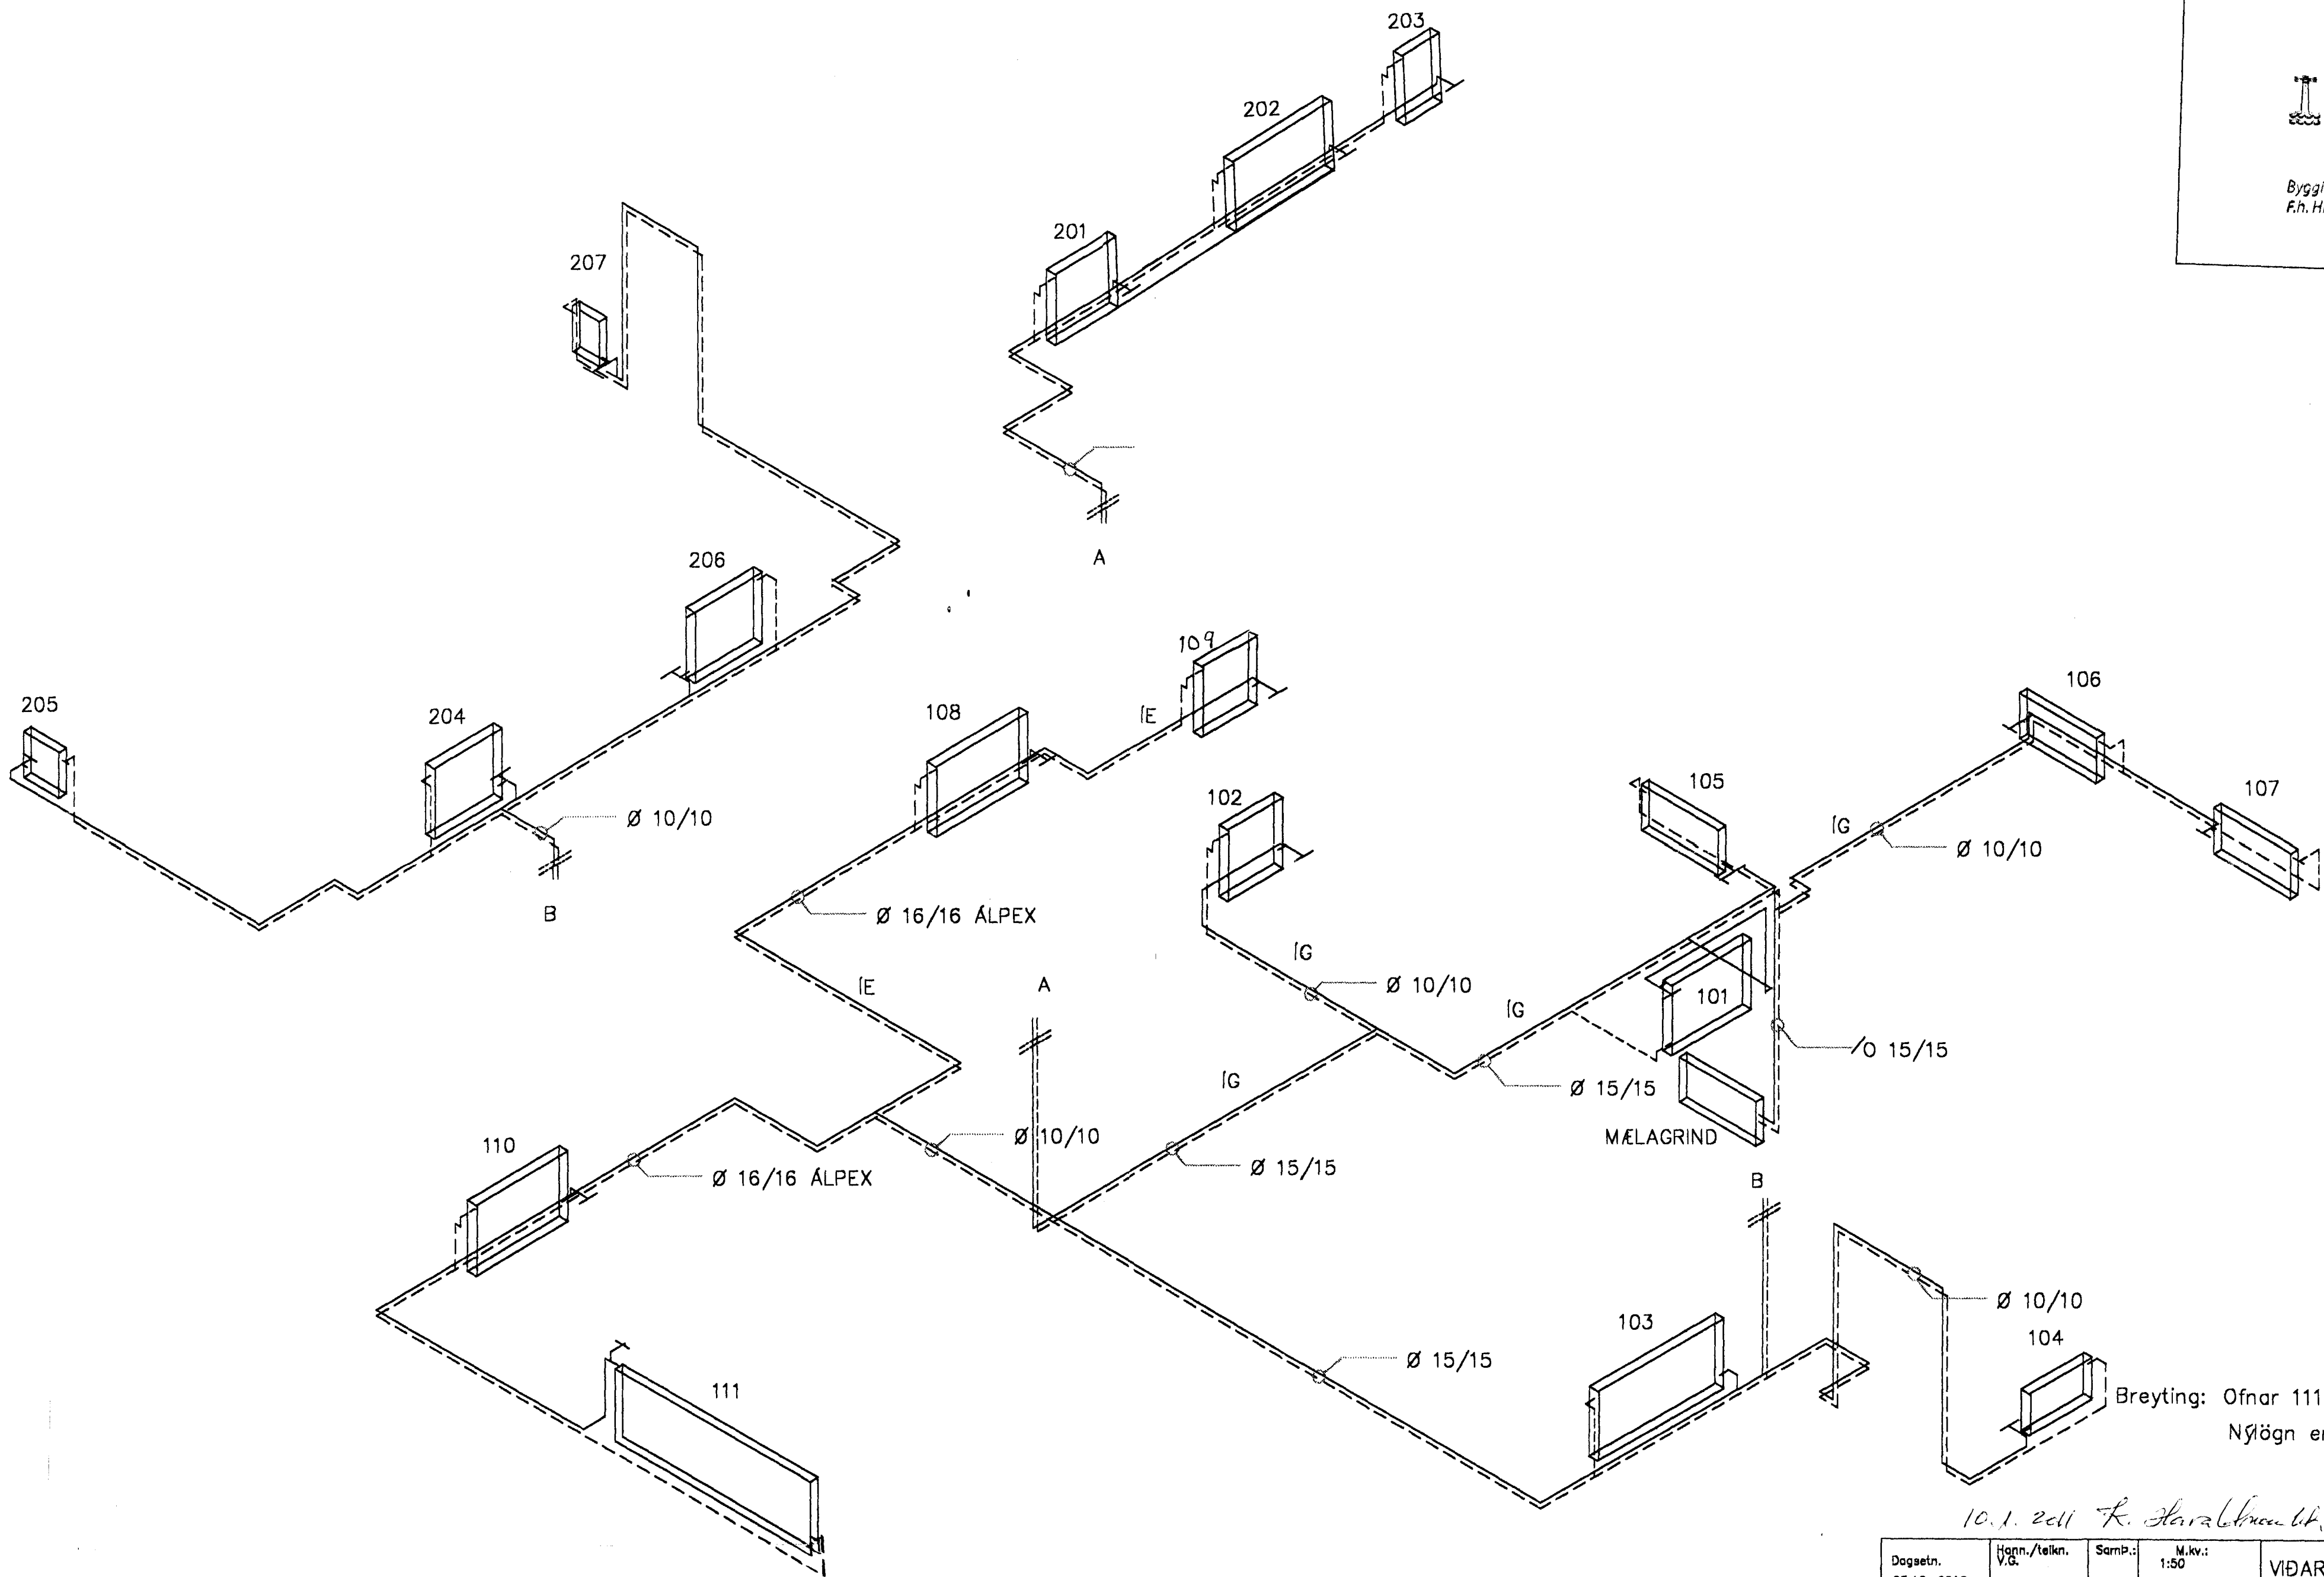 203
202
Byggi
F.h. H
201
207
A
206
109
205
204
108
106
IE
105
107
102
IG
Ø 10/10
Ø 10/10
B
Ø 16/16 ÁLPEX
IG
IE
A
Ø 10/10
101
IG
/O 15/15
IG
Ø 15/15
Ø 10/10
110
MÆLAGRIND
Ø 15/15
Ø 16/16 ÁLPEX
B
Ø 10/10
103
104
Ø 15/15
111
Breyting: Ofnar 111
Nýlögn er
10.1. 2011 K.
Dagsetn.
Hann./teikn.
V.G.
Samþ.:
M.kv.:
1:50
VIÐAR